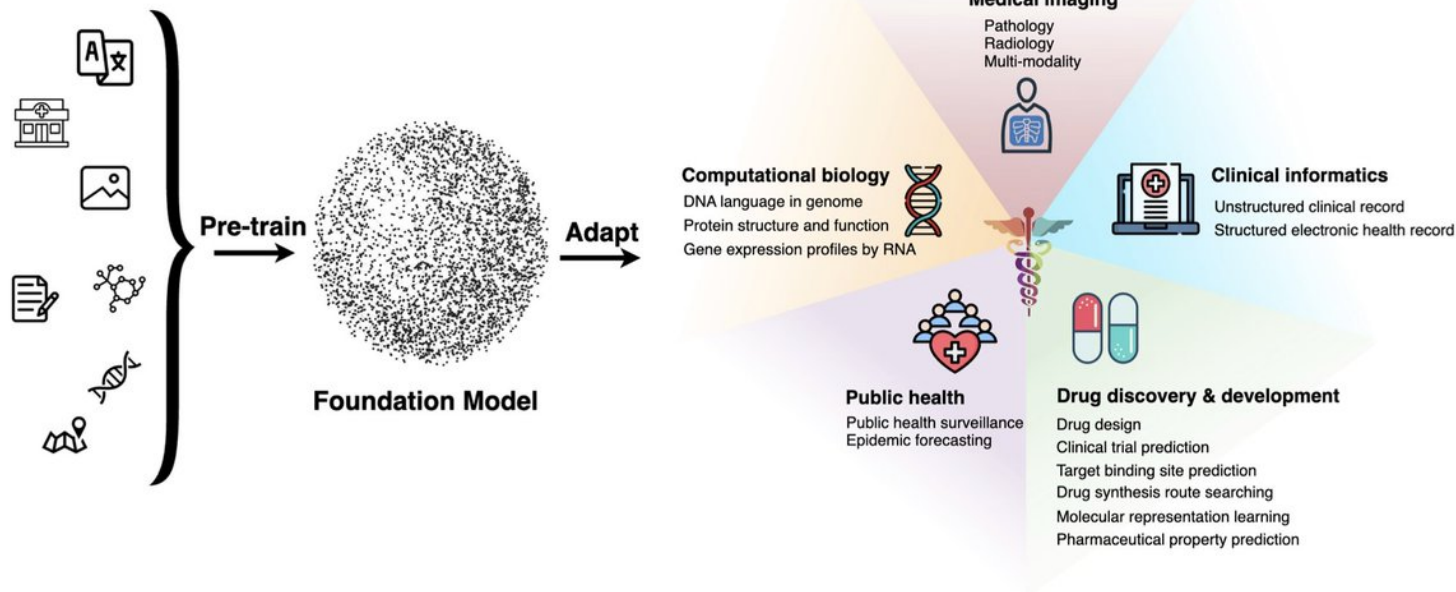 A 文
Pre-train
Foundation Model
Adapt
Medical imaging
Pathology
Radiology
Multi-modality
Computational biology
DNA language in genome
Protein structure and function
Gene expression profiles by RNA
Clinical informatics
Unstructured clinical record
Structured electronic health record
Public health
Public health surveillance
Epidemic forecasting
Drug discovery & development
Drug design
Clinical trial prediction
Target binding site prediction
Drug synthesis route searching
Molecular representation learning
Pharmaceutical property prediction